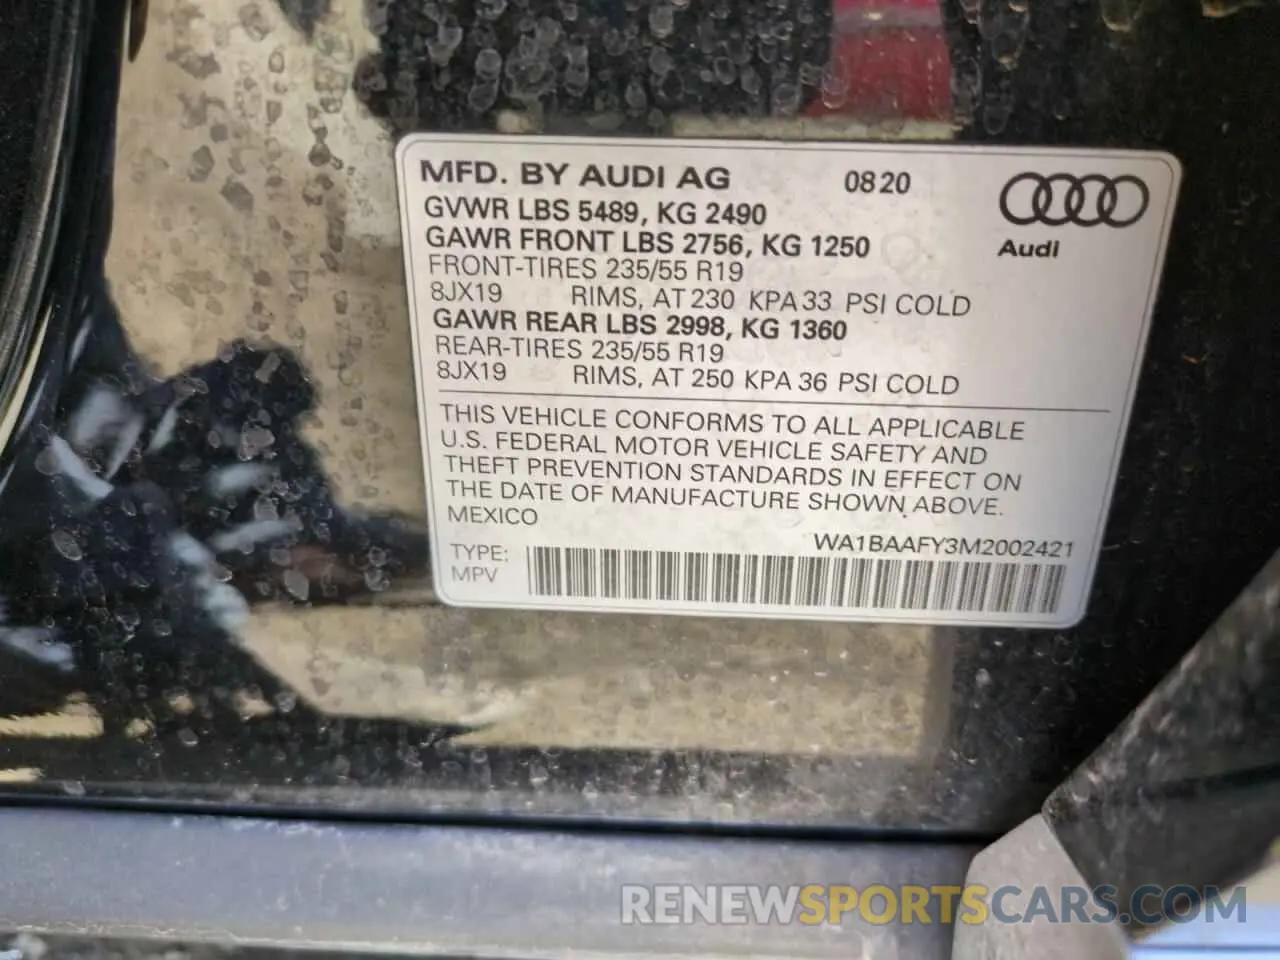 MFD. BY AUDI AG 0820
GVWR LBS 5489, KG 2490
GAWR FRONT LBS 2756, KG 1250
Audi
FRONT-TIRES 235/55 R19
8JX19 RIMS, AT 230 KPA 33 PSI COLD
GAWR REAR LBS 2998, KG 1360
REAR-TIRES 235/55 R19
8JX19 RIMS, AT 250 KPA 36 PSI COLD
THIS VEHICLE CONFORMS TO ALL APPLICABLE
U.S. FEDERAL MOTOR VEHICLE SAFETY AND
THEFT PREVENTION STANDARDS IN EFFECT ON
THE DATE OF MANUFACTURE SHOWN ABOVE.
MEXICO
WA1BAAFY3M2002421
TYPE:
MPV
RENEWSPORTSCARS.COM